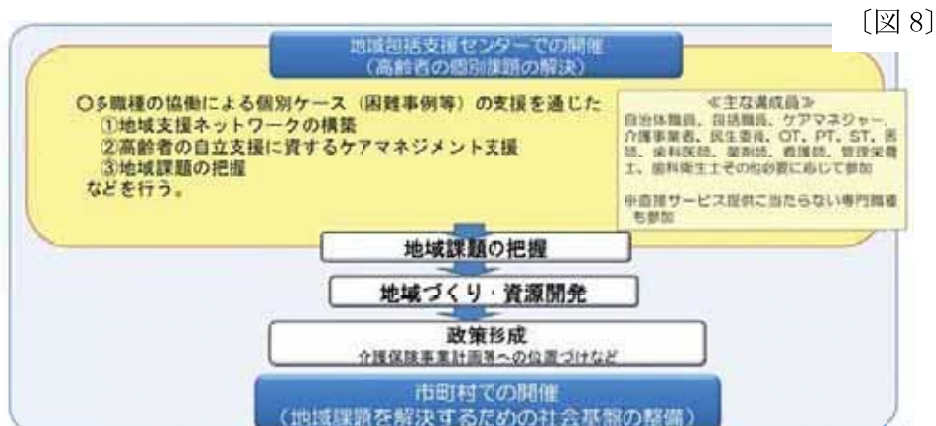 〔図 8〕
地域包括支援センターでの開催
(高齢者の個別課題の解決)
○多職種の協働による個別ケース（困難事例等）の支援を通じた
①地域支援ネットワークの構築
②高齢者の自立支援に資するケアマネジメント支援
③地域課題の把握
などを行う。
≪主な構成員≫
自治体職員、包括職員、ケアマネジャー、
介護事業者、民生委員、OT、PT、ST、医
師、歯科医師、薬剤師、看護師、管理栄養
士、歯科衛生士その他必要に応じて参加
※直接サービス提供に当たらない専門職種
も参加
地域課題の把握
地域づくり・資源開発
政策形成
介護保険事業計画等への位置づけなど
市町村での開催
(地域課題を解決するための社会基盤の整備)